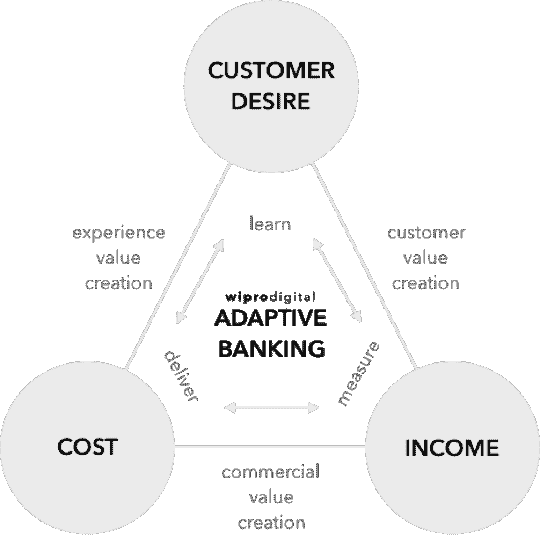 CUSTOMER
DESIRE
learn
experience
value
creation
customer
value
creation
wiprodigital
ADAPTIVE
BANKING
deliver
measure
COST
INCOME
commercial
value
creation